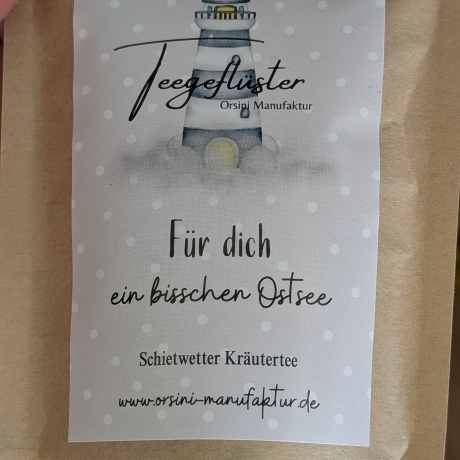 Teegeflüster
Orsini Manufaktur
Für dich
ein bisschen Ostsee
Schietwetter Kräutertee
www.orsini-manufaktur.de